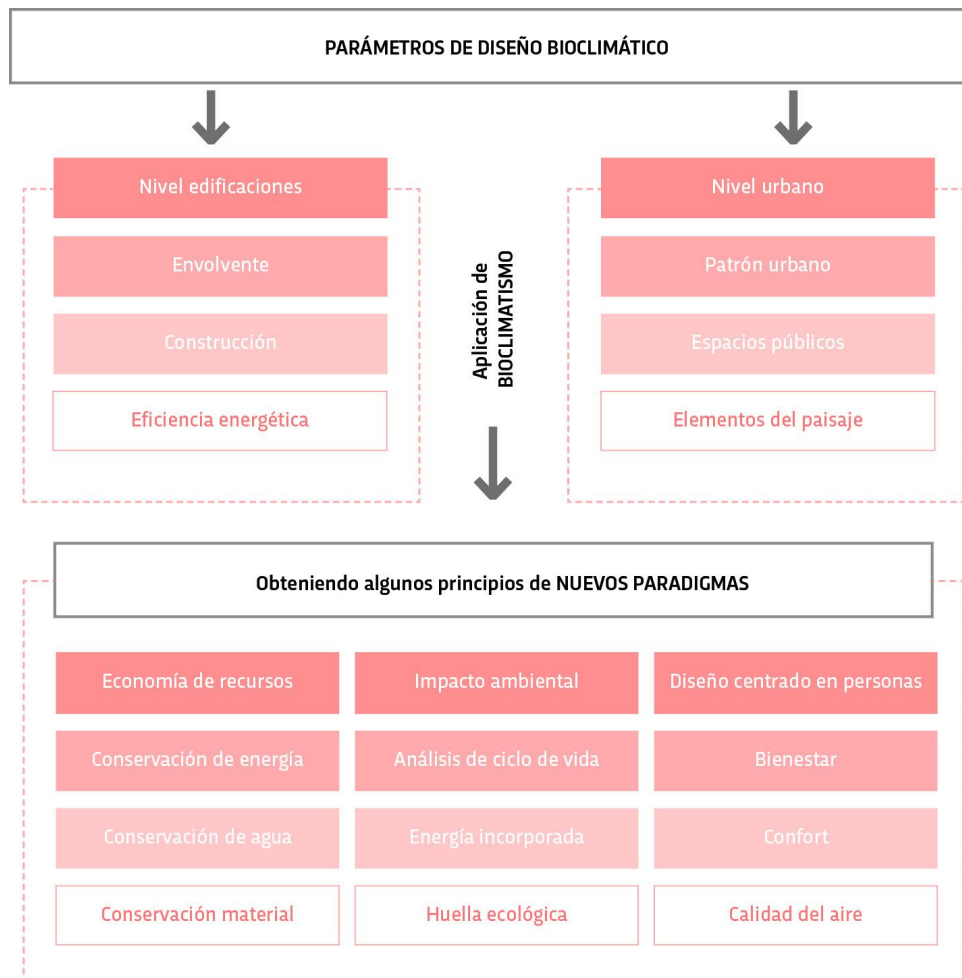 PARÁMETROS DE DISEÑO BIOCLIMÁTICO
Nivel edificaciones
Envolvente
Construcción
Eficiencia energética
Aplicación de
BIOCLIMATISMO
Nivel urbano
Patrón urbano
Espacios públicos
Elementos del paisaje
Obteniendo algunos principios de NUEVOS PARADIGMAS
Economía de recursos
Conservación de energía
Conservación de agua
Conservación material
Impacto ambiental
Análisis de ciclo de vida
Energía incorporada
Huella ecológica
Diseño centrado en personas
Bienestar
Confort
Calidad del aire